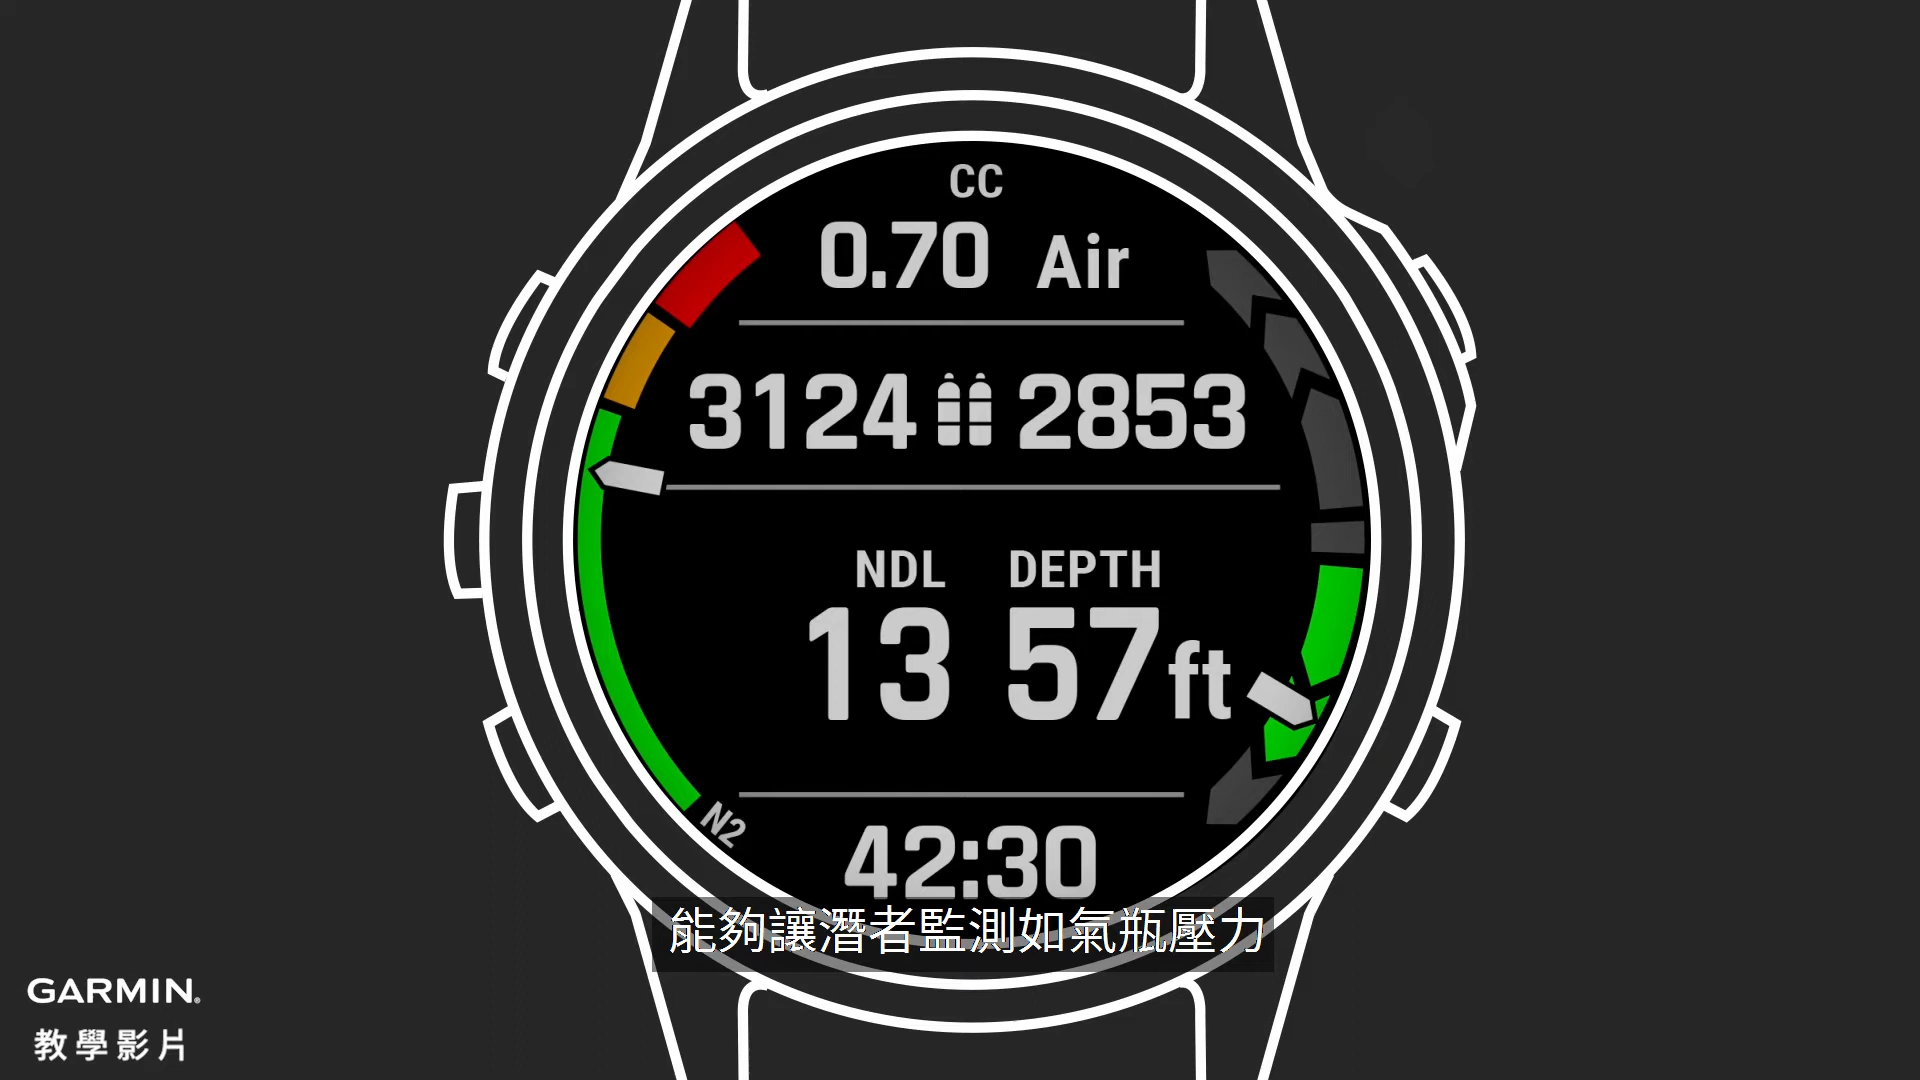 CC
0.70 Air
3124 2853
NDL DEPTH
13 57ft
N2
42:30
能夠讓潛者監測如氣瓶壓力
GARMIN®
教學影片